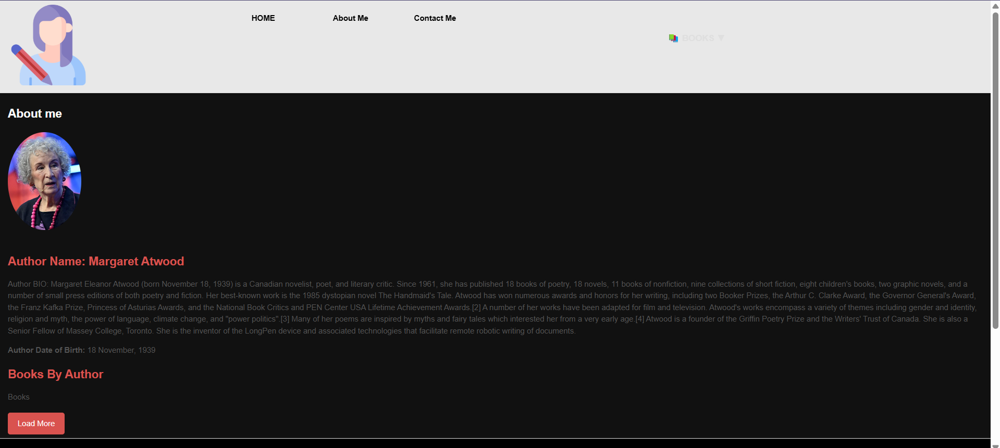 HOME
About Me
Contact Me
BOOKS ▼
About me
Author Name: Margaret Atwood
Author BIO: Margaret Eleanor Atwood (born November 18, 1939) is a Canadian novelist, poet, and literary critic. Since 1961, she has published 18 books of poetry, 18 novels, 11 books of nonfiction, nine collections of short fiction, eight children's books, two graphic novels, and a
number of small press editions of both poetry and fiction. Her best-known work is the 1985 dystopian novel The Handmaid's Tale. Atwood has won numerous awards and honors for her writing, including two Booker Prizes, the Arthur C. Clarke Award, the Governor General's Award,
the Franz Kafka Prize, Princess of Asturias Awards, and the National Book Critics and PEN Center USA Lifetime Achievement Awards.[2] A number of her works have been adapted for film and television. Atwood's works encompass a variety of themes including gender and identity,
religion and myth, the power of language, climate change, and "power politics".[3] Many of her poems are inspired by myths and fairy tales which interested her from a very early age.[4] Atwood is a founder of the Griffin Poetry Prize and the Writers' Trust of Canada. She is also a
Senior Fellow of Massey College, Toronto. She is the inventor of the LongPen device and associated technologies that facilitate remote robotic writing of documents.
Author Date of Birth: 18 November, 1939
Books By Author
Books
Load More